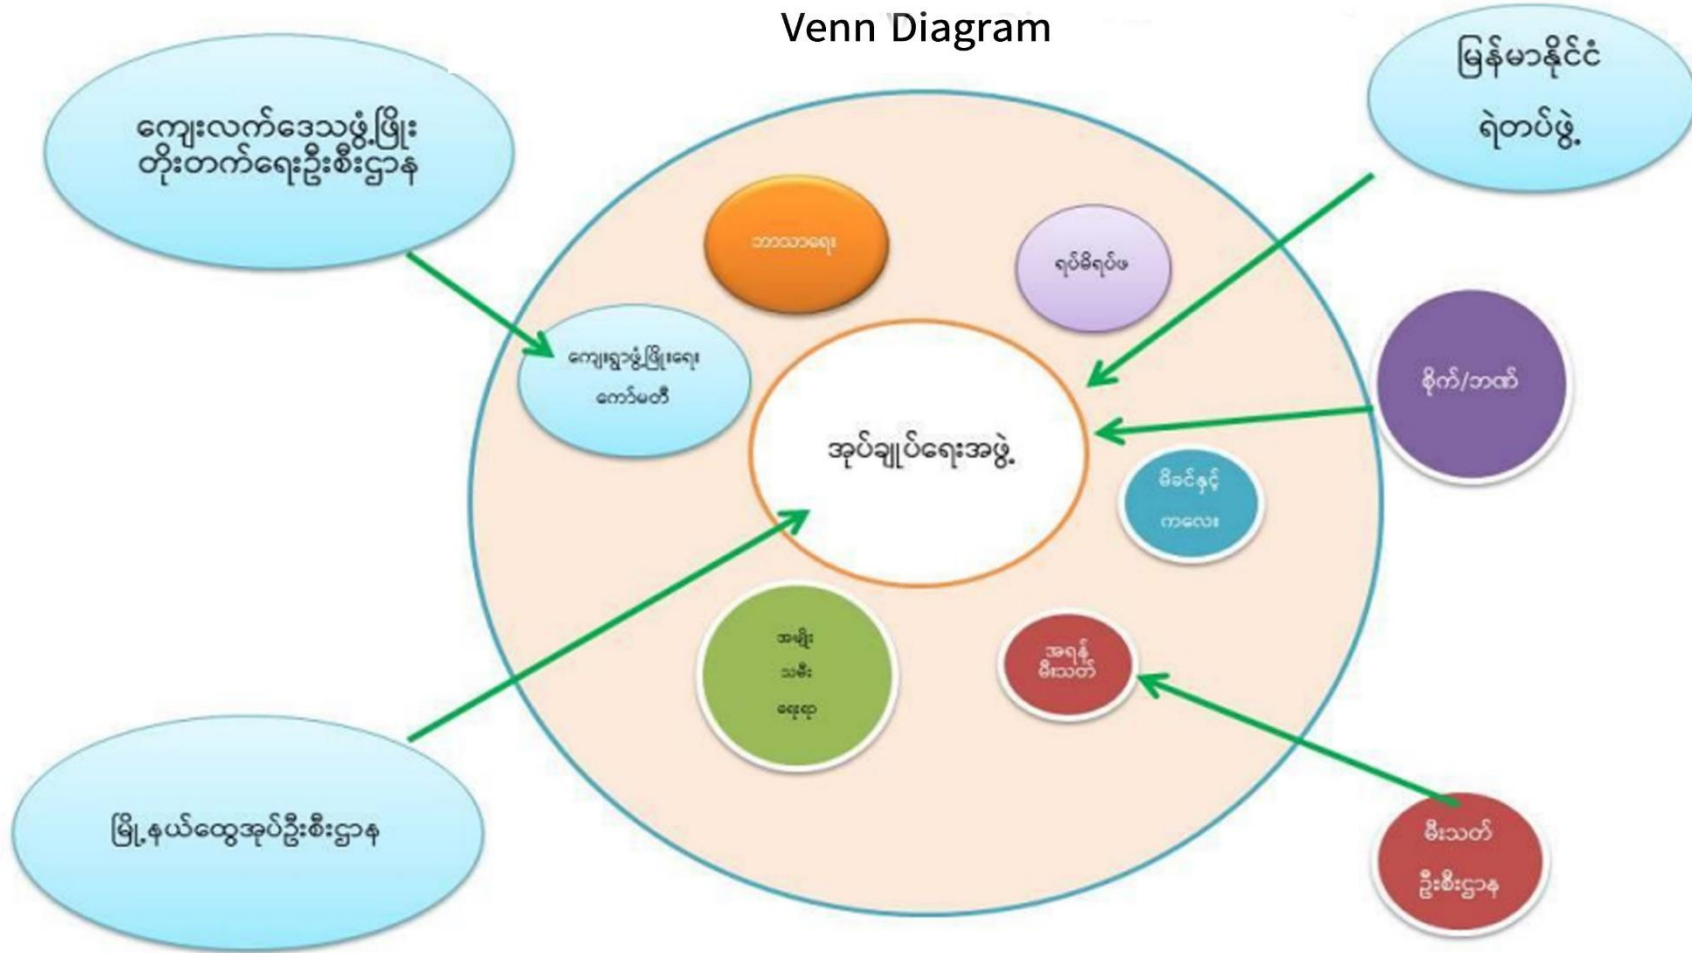 Venn Diagram
ကျေးလက်ဒေသဖွံ့ဖြိုး
တိုးတက်ရေးဦးစီးဌာန
မြန်မာနိုင်ငံ
ရဲတပ်ဖွဲ့
ဘာသာရေး
ရပ်မိရပ်ဖ
ကျေးရွာဖွံ့ဖြိုးရေး
ကော်မတီ
စိုက်/ဘဏ်
အုပ်ချုပ်ရေးအဖွဲ့
မိခင်နှင့်
ကလေး
အမျိုး
သမီး
ရေးရာ
အရန်
မီးသတ်
မြို့နယ်ထွေအုပ်ဦးစီးဌာန
မီးသတ်
ဦးစီးဌာန